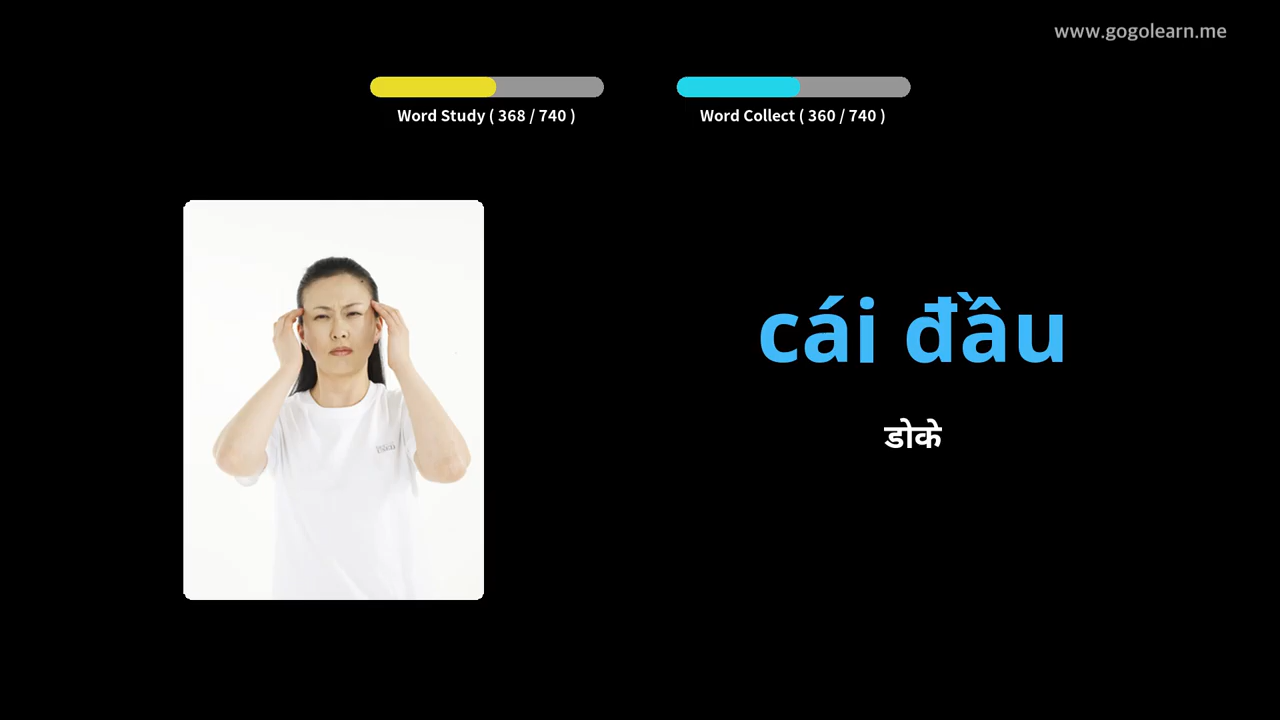 www.gogolearn.me
Word Study ( 368 / 740 )
Word Collect ( 360 / 740 )
cái đầu
डोके